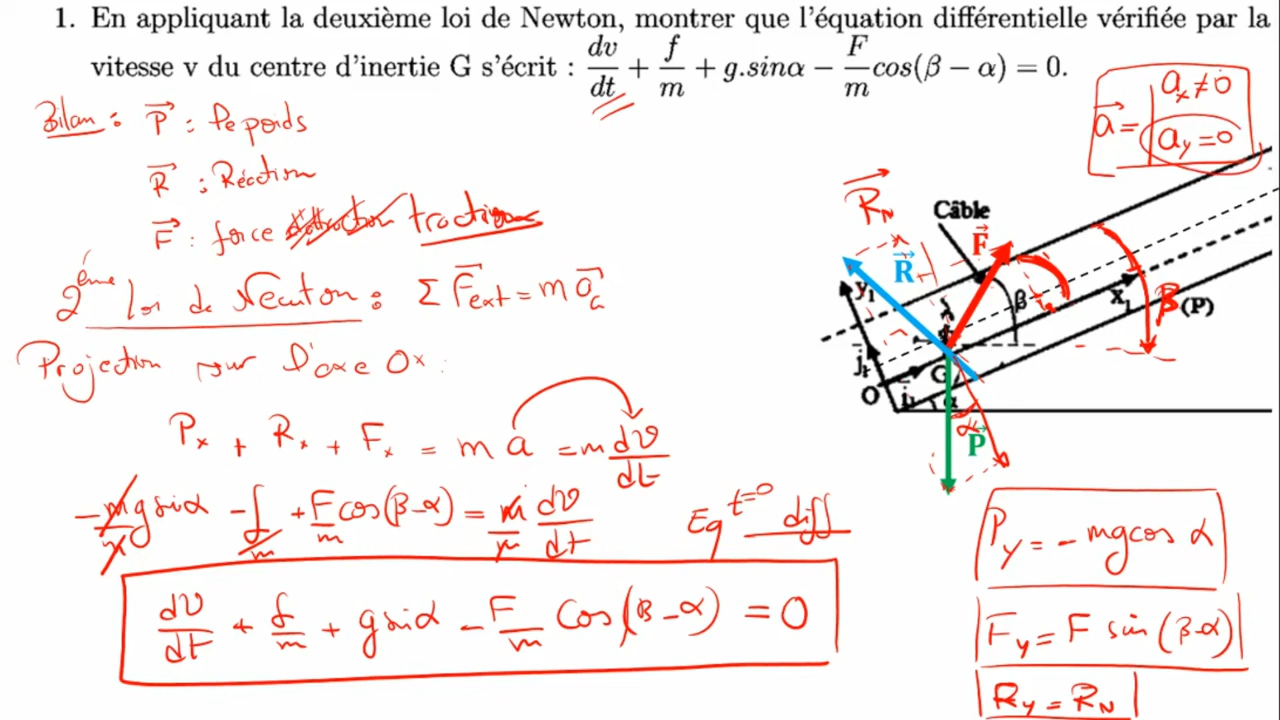 1. En appliquant la deuxième loi de Newton, montrer que l'équation différentielle vérifiée par la
vitesse v du centre d'inertie G s'écrit : dv/dt + f/m + g.sinα − F/m cos(β − α) = 0.
Bilan : P⃗ : le poids
R⃗ : Réaction
F⃗ : force traction
2ème loi de Newton : Σ F⃗ext = m a⃗G
Projection sur l'axe Ox :
Px + Rx + Fx = m a = m dv/dt
-mg sinα/m - f/m + F/m cos(β-α) = m/m dv/dt
Eqt=o diff
dv/dt + f/m + g sinα - F/m Cos(β-α) = 0
a⃗ = | ax ≠ 0
ay = 0
R⃗N
Câble
F⃗
R⃗
y1
β
x1
β
(P)
j⃗1
G
O
i1
α
α
P⃗
Py = - mg cos α
Fy = F sin (β-α)
Ry = RN